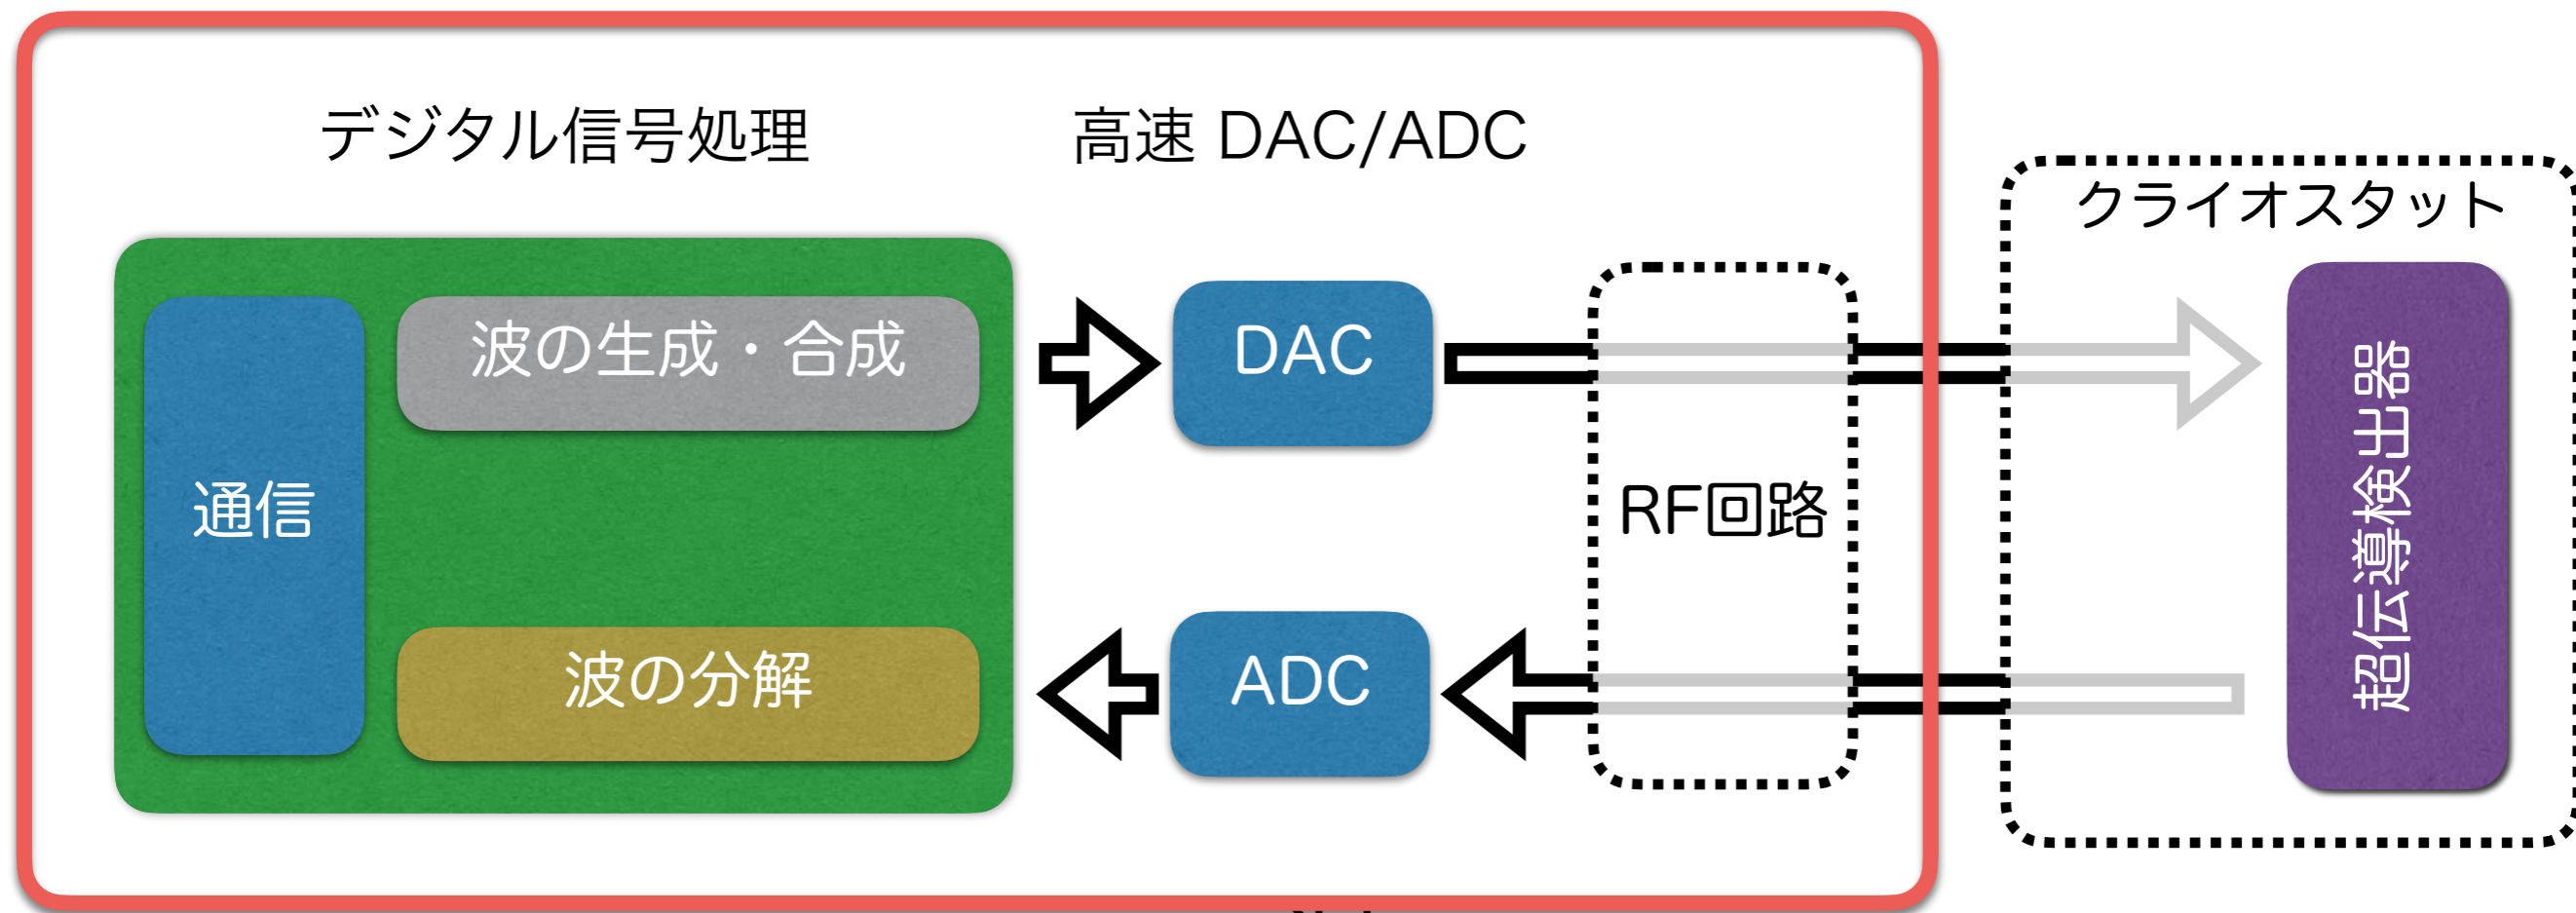 デジタル信号処理
高速 DAC/ADC
クライオスタット
波の生成・合成
DAC
通信
RF回路
超伝導検出器
波の分解
ADC